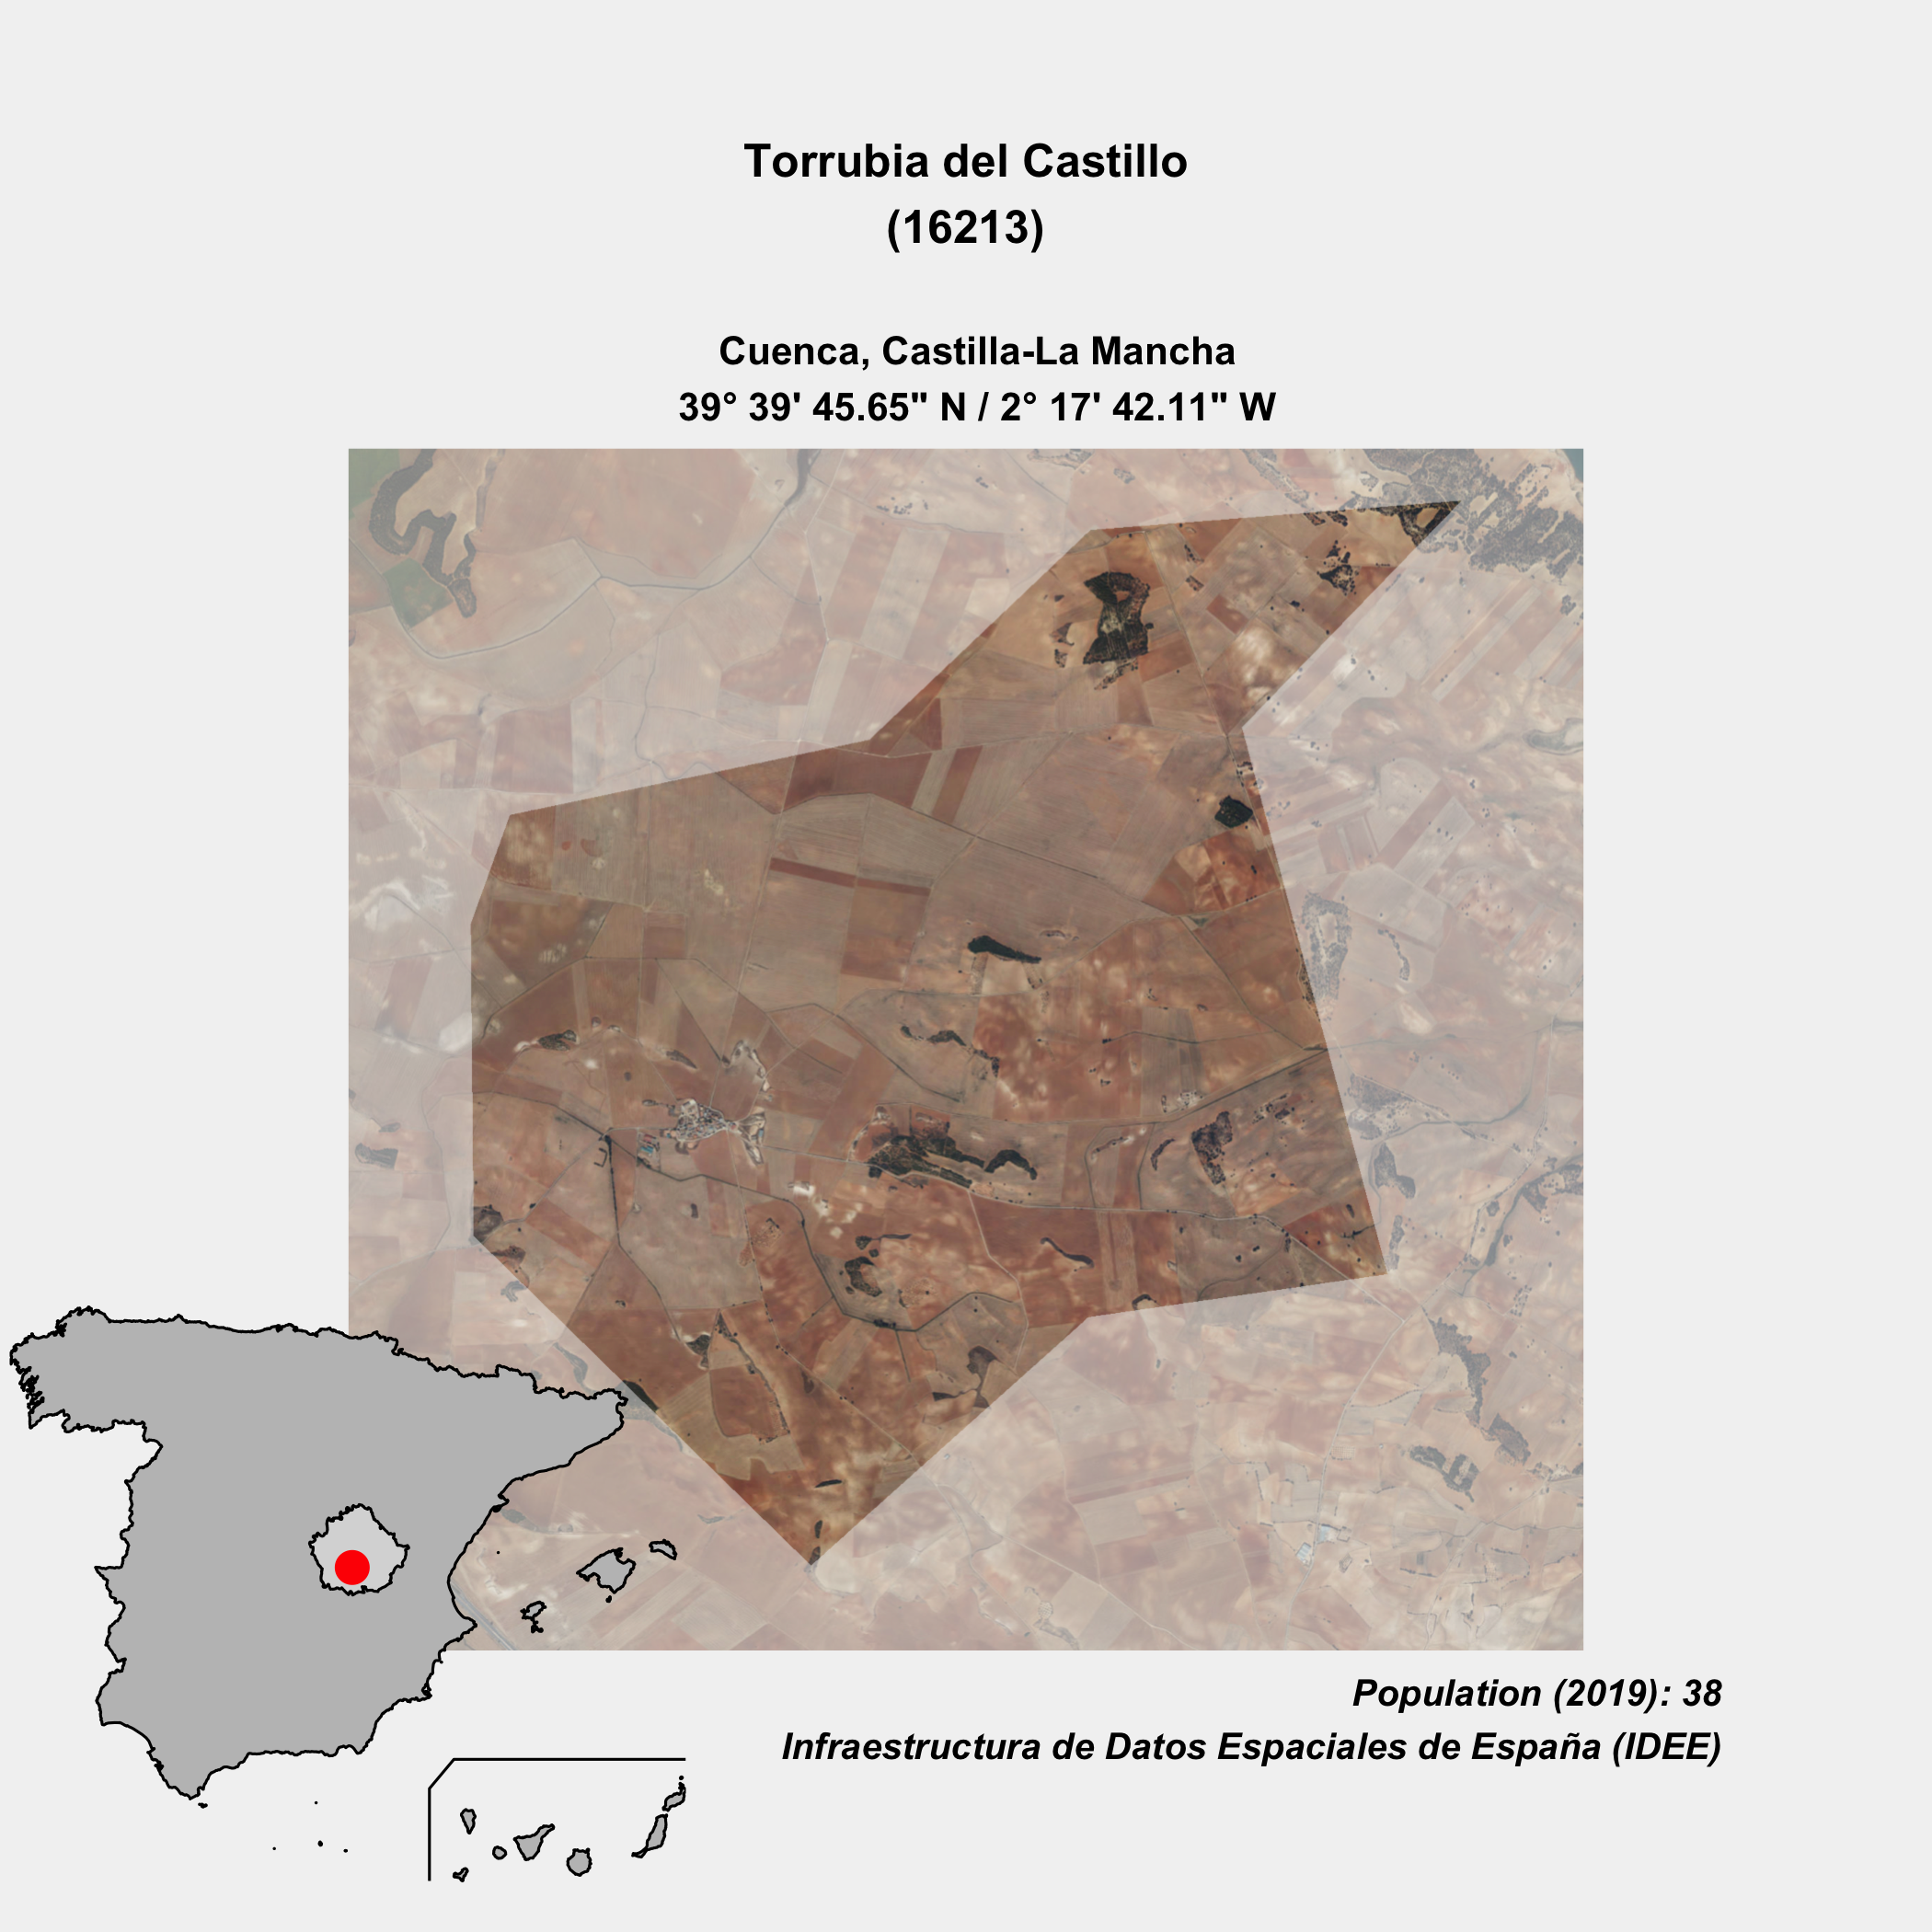 Torrubia del Castillo
(16213)
Cuenca, Castilla-La Mancha
39° 39' 45.65" N / 2° 17' 42.11" W
Population (2019): 38
Infraestructura de Datos Espaciales de España (IDEE)